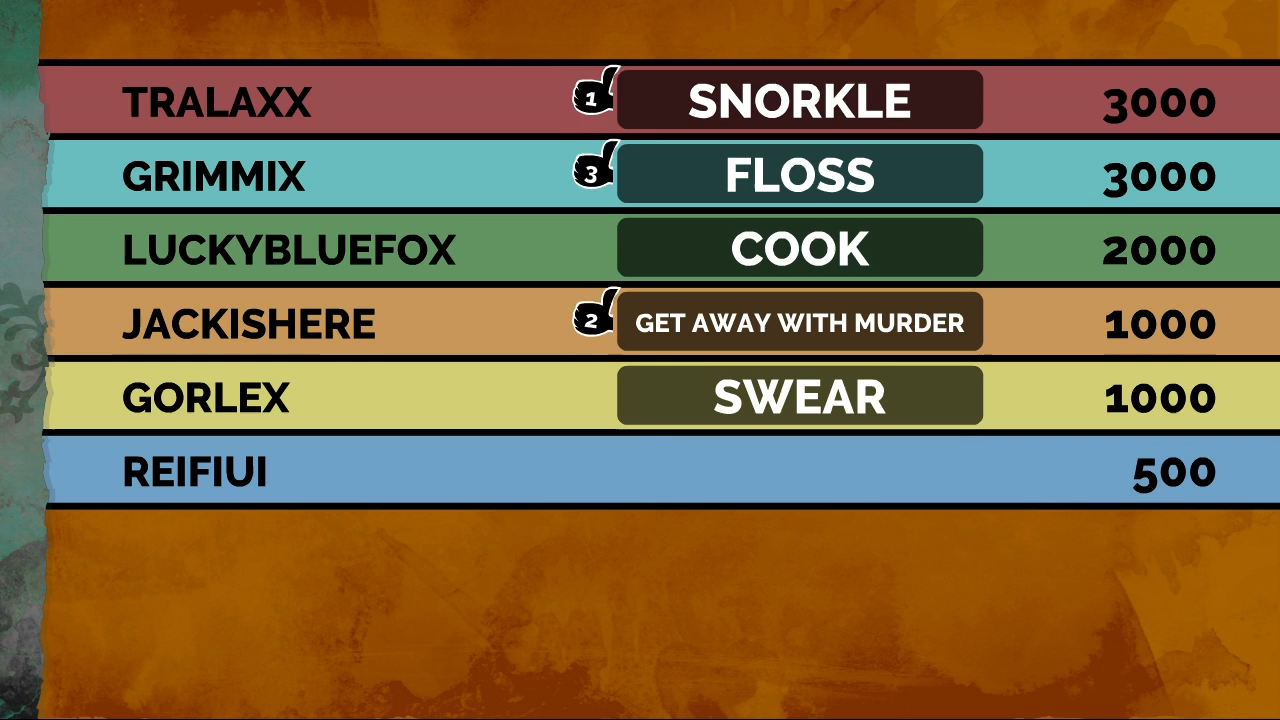 TRALAXX 1 SNORKLE 3000
GRIMMIX 3 FLOSS 3000
LUCKYBLUEFOX COOK 2000
JACKISHERE 2 GET AWAY WITH MURDER 1000
GORLEX SWEAR 1000
REIFIUI 500